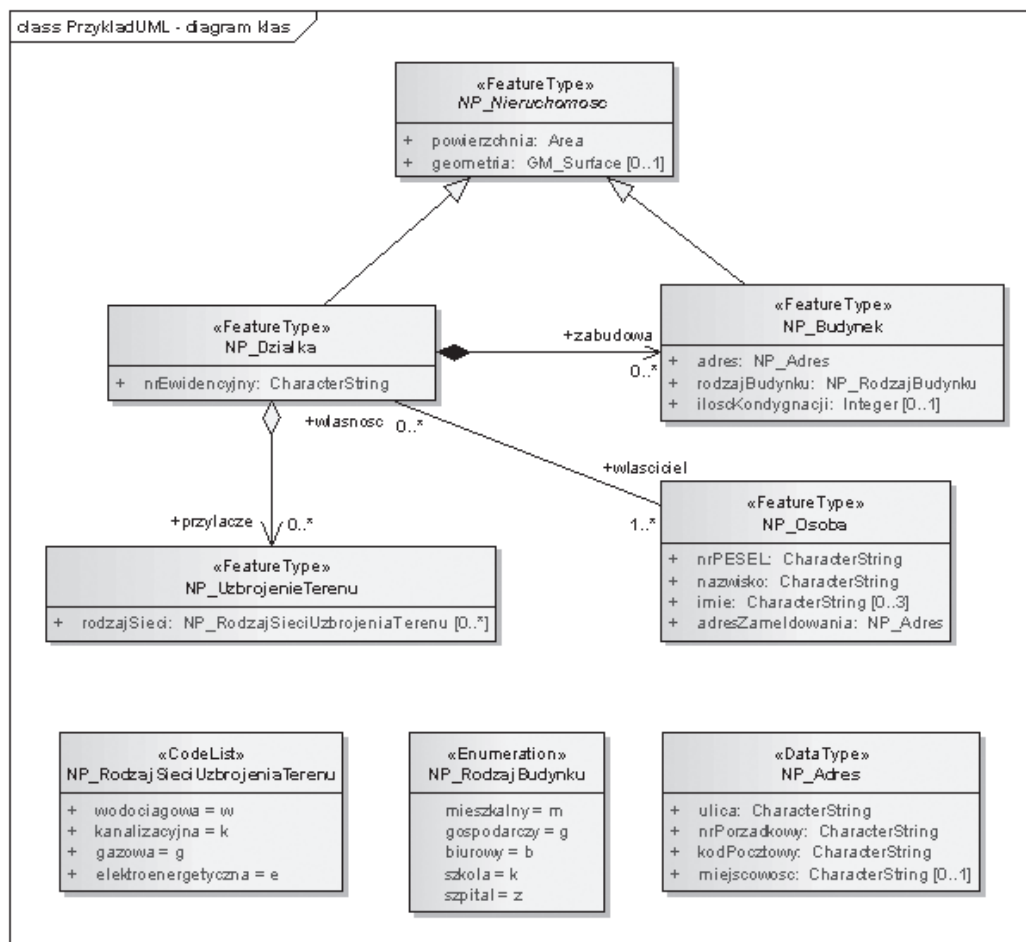 class PrzykladUML - diagram klas
«FeatureType»
NP_Nieruchomosc
+ powierzchnia: Area
+ geometria: GM_Surface [0..1]
«FeatureType»
NP_Dzialka
+ nrEwidencyjny: CharacterString
+zabudowa
0..*
«FeatureType»
NP_Budynek
+ adres: NP_Adres
+ rodzajBudynku: NP_RodzajBudynku
+ iloscKondygnacji: Integer [0..1]
+wlasnosc 0..*
+wlasciciel
1..*
«FeatureType»
NP_Osoba
+ nrPESEL: CharacterString
+ nazwisko: CharacterString
+ imie: CharacterString [0..3]
+ adresZameldowania: NP_Adres
+przylacze 0..*
«FeatureType»
NP_UzbrojenieTerenu
+ rodzajSieci: NP_RodzajSieciUzbrojeniaTerenu [0..*]
«CodeList»
NP_RodzajSieciUzbrojeniaTerenu
+ wodociagowa = w
+ kanalizacyjna = k
+ gazowa = g
+ elektroenergetyczna = e
«Enumeration»
NP_RodzajBudynku
mieszkalny = m
gospodarczy = g
biurowy = b
szkola = k
szpital = z
«DataType»
NP_Adres
+ ulica: CharacterString
+ nrPorzadkowy: CharacterString
+ kodPocztowy: CharacterString
+ miejscowosc: CharacterString [0..1]